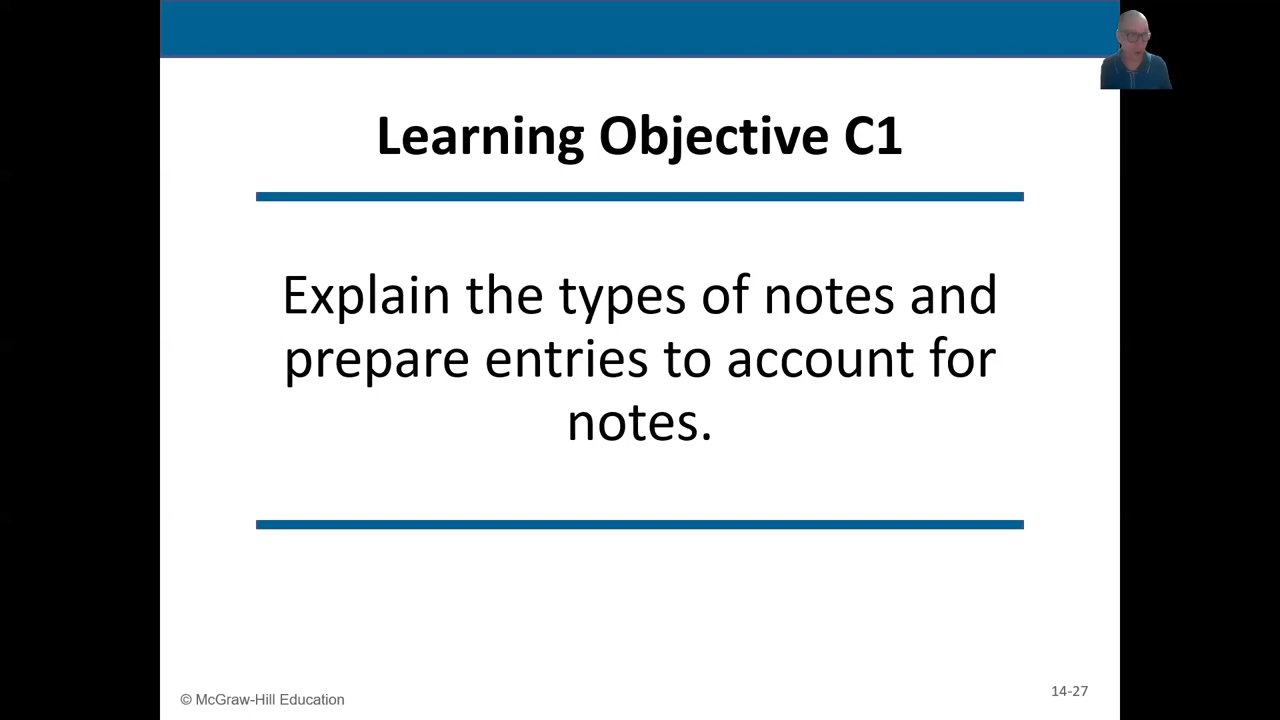 Learning Objective C1
Explain the types of notes and
prepare entries to account for
notes.
© McGraw-Hill Education
14-27